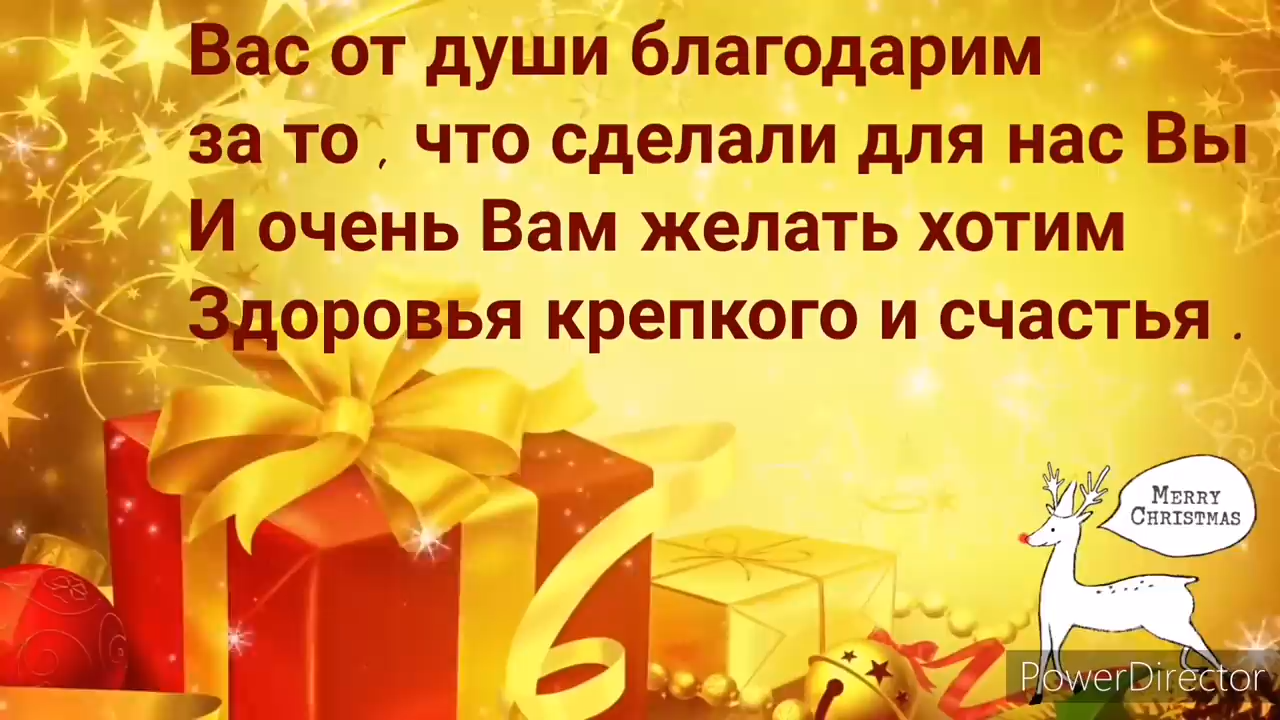 Вас от души благодарим
за то , что сделали для нас Вы
И очень Вам желать хотим
Здоровья крепкого и счастья .
MERRY
CHRISTMAS
PowerDirector